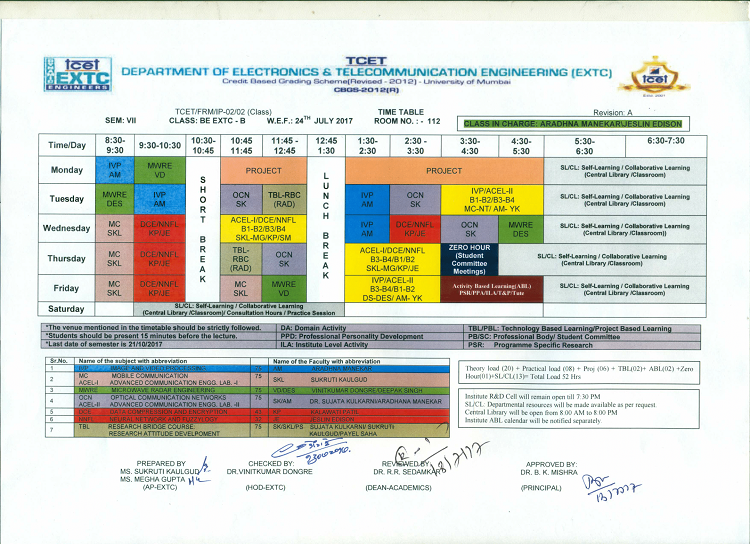 TCET
DEPARTMENT OF ELECTRONICS & TELECOMMUNICATION ENGINEERING (EXTC)
Credit Based Grading Scheme(Revised - 2012) - University of Mumbai
CBGS-2012(R)
tcet
EXTC
ENGINEERS
tcet
Estd. 2001
TCET/FRM/IP-02/02 (Class) TIME TABLE Revision: A
SEM: VII CLASS: BE EXTC - B W.E.F.: 24TH JULY 2017 ROOM NO. : - 112 CLASS IN CHARGE: ARADHNA MANEKAR/JESLIN EDISON
Time/Day 8:30-9:30 9:30-10:30 10:30-10:45 10:45 11:45 11:45 - 12:45 12:45 1:30 1:30-2:30 2:30- 3:30 3:30-4:30 4:30-5:30 5:30-6:30 6:30-7:30
Monday IVP AM MWRE VD PROJECT PROJECT SL/CL: Self-Learning / Collaborative Learning (Central Library /Classroom)
SHORT BREAK
LUNCH BREAK
Tuesday MWRE DES IVP AM OCN SK TBL-RBC (RAD) IVP AM OCN SK IVP/ACEL-II B1-B2/B3-B4 MC-NT/ AM- YK SL/CL: Self-Learning / Collaborative Learning (Central Library /Classroom)
Wednesday MC SKL DCE/NNFL KP/JE ACEL-I/DCE/NNFL B1-B2/B3/B4 SKL-MG/KP/SM IVP AM DCE/NNFL KP/JE OCN SK MWRE DES SL/CL: Self-Learning / Collaborative Learning (Central Library /Classroom))
Thursday MC SKL DCE/NNFL KP/JE TBL-RBC (RAD) OCN SK ACEL-I/DCE/NNFL B3-B4/B1/B2 SKL-MG/KP/JE ZERO HOUR (Student Committee Meetings) SL/CL: Self-Learning / Collaborative Learning (Central Library /Classroom)
Friday MC SKL DCE/NNFL KP/JE MC SKL MWRE VD IVP/ACEL-II B3-B4/B1-B2 DS-DES/ AM- YK Activity Based Learning(ABL) PSR/PPA/ILA/T&P/Tute SL/CL: Self-Learning / Collaborative Learning (Central Library /Classroom)
Saturday SL/CL: Self-Learning / Collaborative Learning (Central Library /Classroom)/ Consultation Hours / Practice Session
*The venue mentioned in the timetable should be strictly followed. DA: Domain Activity TBL/PBL: Technology Based Learning/Project Based Learning
*Students should be present 15 minutes before the lecture. PPD: Professional Personality Development PB/SC: Professional Body/ Student Committee
*Last date of semester is 21/10/2017 ILA: Institute Level Activity PSR: Programme Specific Research
Sr.No. Name of the subject with abbreviation Name of the Faculty with abbreviation
1 IVP IMAGE AND VIDEO PROCESSING 75 AM ARADHNA MANEKAR
2 MC MOBILE COMMUNICATION 75 SKL SUKRUTI KAULGUD
ACEL-I ADVANCED COMMUNICATION ENGG. LAB -I
3 MWRE MICROWAVE RADAR ENGINEERING 75 VD/DES VINITKUMAR DONGRE/DEEPAK SINGH
4 OCN OPTICAL COMMUNICATION NETWORKS 75 SK/AM DR. SUJATA KULKARNI/ARADHANA MANEKAR
ACEL-II ADVANCED COMMUNICATION ENGG. LAB. -II
5 DCE DATA COMPRESSION AND ENCRYPTION KP KALAWATI PATIL
6 NNFL NEURAL NETWORK AND FUZZY LOGIC JE JESLIN EDISON
7 TBL RESEARCH BRIDGE COURSE: RESEARCH ATTITUDE DEVELOPMENT 75 SK/SKL/PS SUJATA KULKARNI/ SUKRUTI KAULGUD/PAYEL SAHA
Theory load (20) + Practical load (08) + Proj (06) + TBL(02)+ ABL(02) +Zero
Hour(01)+SL/CL(13)= Total Load 52 Hrs
Institute R&D Cell will remain open till 7:30 PM
SL/CL: Departmental resources will be made available as per request.
Central Library will be open from 8:00 AM to 8:00 PM
Institute ABL calendar will be notified separately
PREPARED BY CHECKED BY: REVIEWED BY APPROVED BY:
MS. SUKRUTI KAULGUD DR.VINITKUMAR DONGRE DR. R.R. SEDAMKAR DR. B. K. MISHRA
MS. MEGHA GUPTA
(AP-EXTC) (HOD-EXTC) (DEAN-ACADEMICS) (PRINCIPAL)